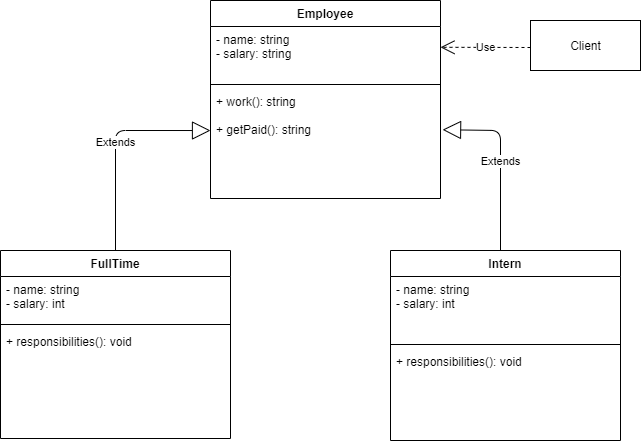 Employee
- name: string
- salary: string
+ work(): string
+ getPaid(): string
Use
Client
Extends
Extends
FullTime
- name: string
- salary: int
+ responsibilities(): void
Intern
- name: string
- salary: int
+ responsibilities(): void